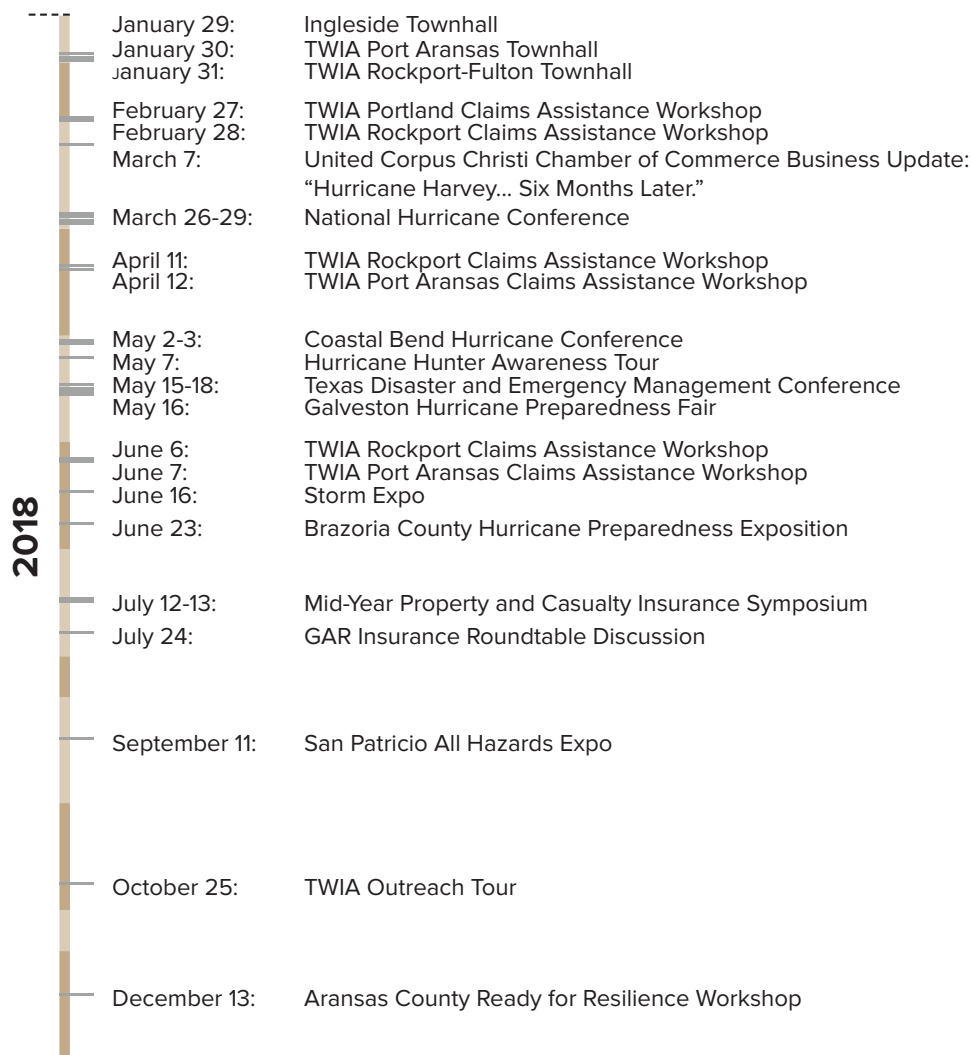 January 29: Ingleside Townhall
January 30: TWIA Port Aransas Townhall
January 31: TWIA Rockport-Fulton Townhall
February 27: TWIA Portland Claims Assistance Workshop
February 28: TWIA Rockport Claims Assistance Workshop
March 7: United Corpus Christi Chamber of Commerce Business Update:
“Hurricane Harvey... Six Months Later.”
March 26-29: National Hurricane Conference
April 11: TWIA Rockport Claims Assistance Workshop
April 12: TWIA Port Aransas Claims Assistance Workshop
May 2-3: Coastal Bend Hurricane Conference
May 7: Hurricane Hunter Awareness Tour
May 15-18: Texas Disaster and Emergency Management Conference
May 16: Galveston Hurricane Preparedness Fair
June 6: TWIA Rockport Claims Assistance Workshop
June 7: TWIA Port Aransas Claims Assistance Workshop
June 16: Storm Expo
June 23: Brazoria County Hurricane Preparedness Exposition
2018
July 12-13: Mid-Year Property and Casualty Insurance Symposium
July 24: GAR Insurance Roundtable Discussion
September 11: San Patricio All Hazards Expo
October 25: TWIA Outreach Tour
December 13: Aransas County Ready for Resilience Workshop